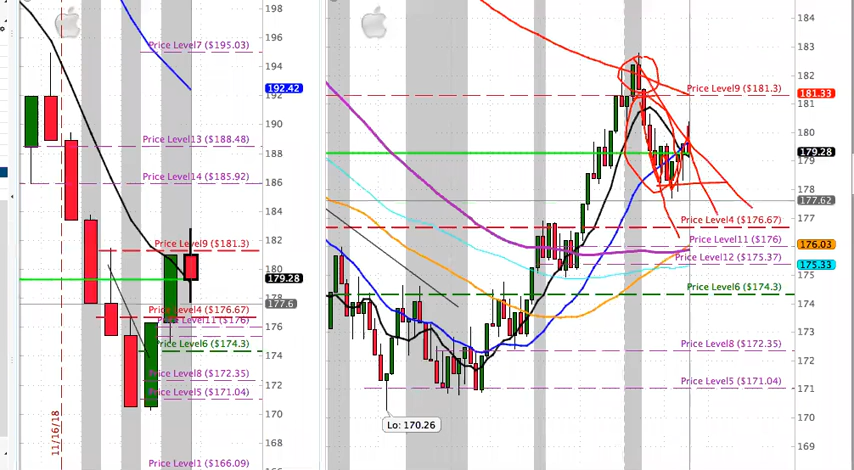 198
Price Level7 ($195.03)
196
194
192.42
192
190
Price Level13 ($188.48)
188
Price Level14 ($185.92)
186
184
182
Price Level9 ($181.3)
180
179.28
178
177.6
Price Level4 ($176.67)
Price Level11 ($176)
176
Price Level6 ($174.3)
174
Price Level8 ($172.35)
172
Price Level5 ($171.04)
170
11/16/18
168
Price Level1 ($166.09)
166
184
183
182
Price Level9 ($181.3)
181.33
181
180
179.28
179
178
177.62
177
Price Level4 ($176.67)
Price Level11 ($176)
176.03
Price Level12 ($175.37)
175.33
Price Level6 ($174.3)
174
173
Price Level8 ($172.35)
172
Price Level5 ($171.04)
171
Lo: 170.26
170
169